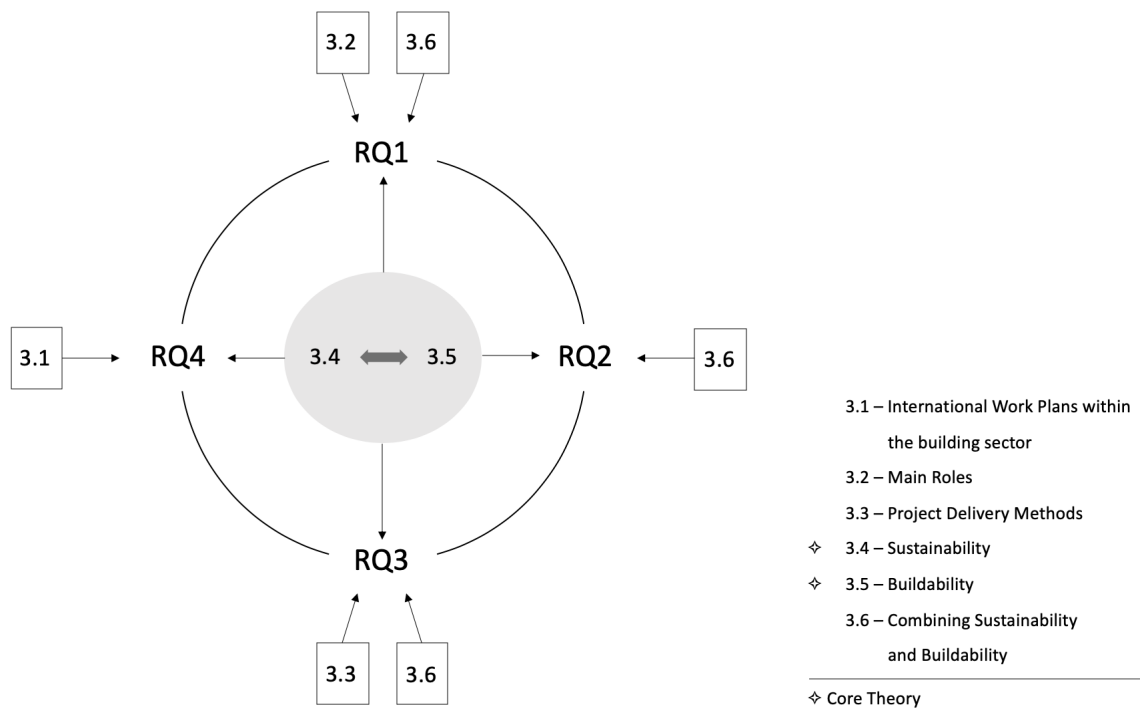 3.2
3.6
RQ1
3.1
RQ4
3.4
3.5
RQ2
3.6
RQ3
3.3
3.6
3.1 – International Work Plans within
the building sector
3.2 – Main Roles
3.3 – Project Delivery Methods
✧ 3.4 – Sustainability
✧ 3.5 – Buildability
3.6 – Combining Sustainability
and Buildability
✧ Core Theory